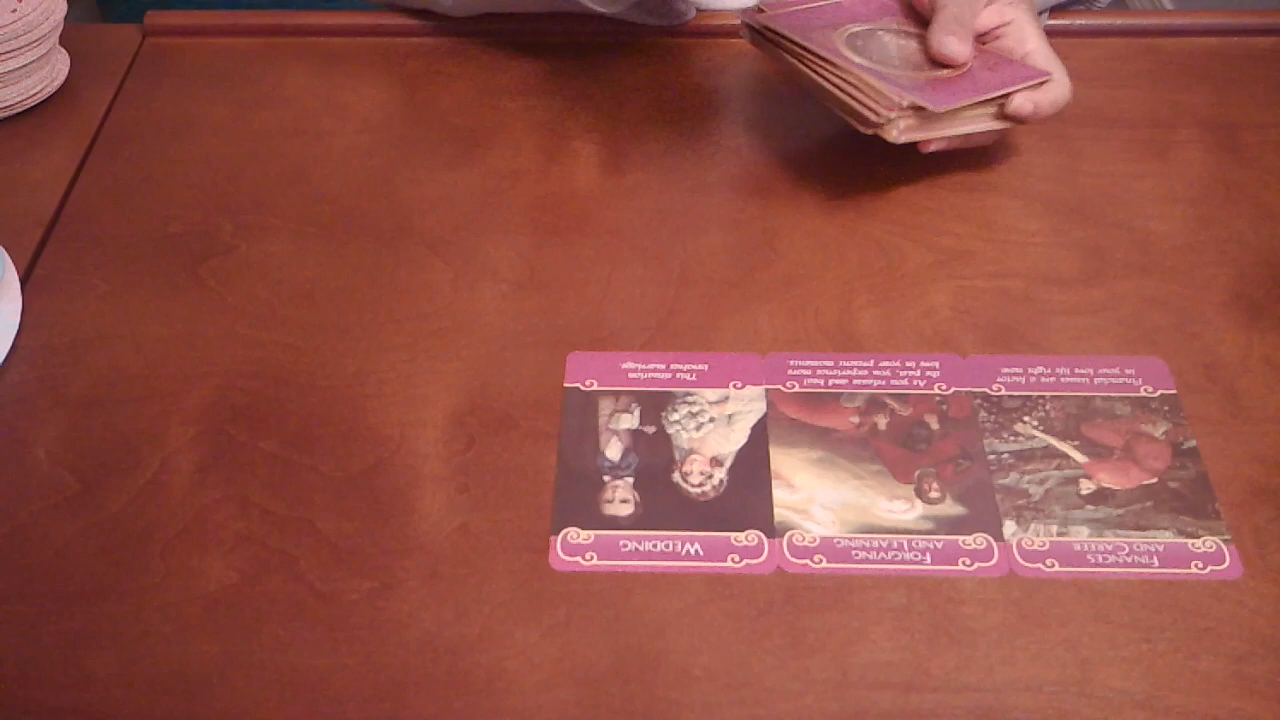 WEDDING
This situation
involves marriage.
FORGIVING
AND LEARNING
As you release and heal
the past, you experience more
love in your present moments.
FINANCES
AND CAREER
Financial issues are a factor
in your love life right now.